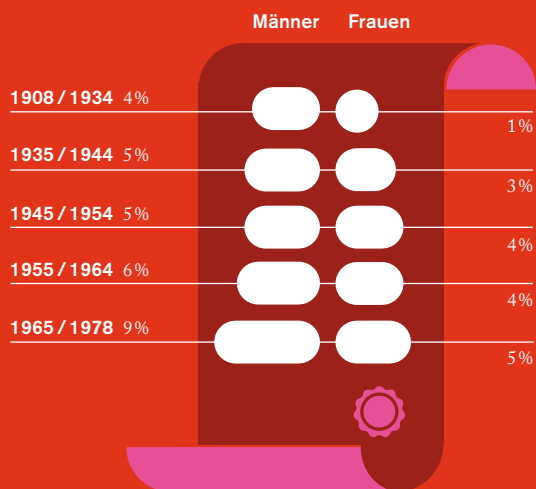 Männer Frauen
1908 / 1934 4%
1%
1935 / 1944 5%
3%
1945 / 1954 5%
4%
1955 / 1964 6%
4%
1965 / 1978 9%
5%